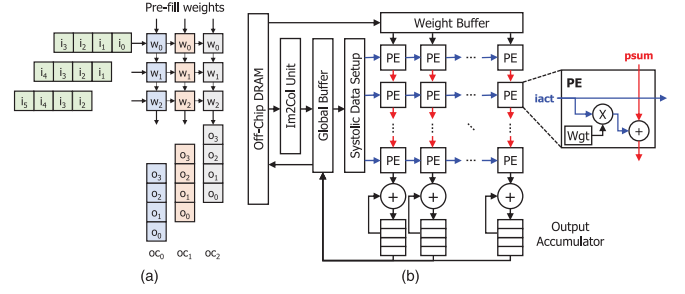 Pre-fill weights
i3 i2 i1 i0
w0 w0 w0
i4 i3 i2 i1
w1 w1 w1
i5 i4 i3 i2
w2 w2 w2
o3 o2 o1 o0
o3 o2 o1 o0
o3 o2 o1 o0
oc0 oc1 oc2
(a)
Off-Chip DRAM
Im2Col Unit
Global Buffer
Systolic Data Setup
Weight Buffer
PE PE ... PE
PE PE ... PE
... ... ...
PE PE ... PE
+ + +
Output
Accumulator
psum
PE
iact
X
Wgt
+
(b)